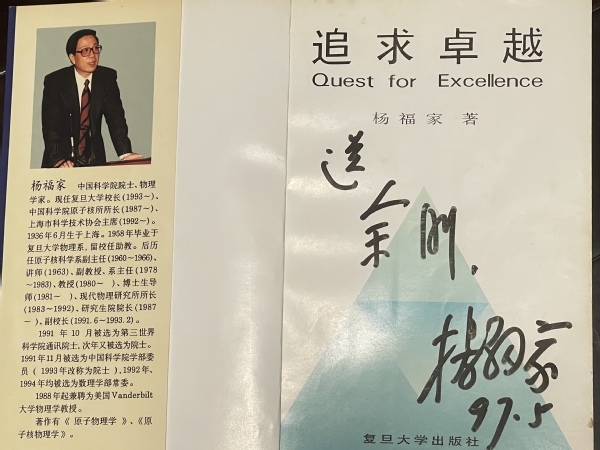 杨福家 中国科学院院士、物理
学家。现任复旦大学校长(1993~)、
中国科学院原子核所所长(1987~)、
上海市科学技术协会主席(1992~)。
1936年6月生于上海。1958年毕业于
复旦大学物理系,留校任助教。后历
任原子核科学系副主任(1960~1966)、
讲师(1963)、副教授、系主任(1978
~1983)、教授(1980~ )、博士生导
师(1981~ )、现代物理研究所所长
(1983~1992)、研究生院院长(1987
~ )、副校长(1991.6~1993.2)。
1991年10月被选为第三世界
科学院通讯院士,次年又被选为院士。
1991年11月被选为中国科学院学部委
员(1993年改称为院士),1992年、
1994年均被选为数理学部常委。
1988年起兼聘为美国Vanderbilt
大学物理学教授。
著作有《原子物理学》、《原
子核物理学》。
追求卓越
Quest for Excellence
杨福家 著
送
余刚,
杨福家
97.5
复旦大学出版社